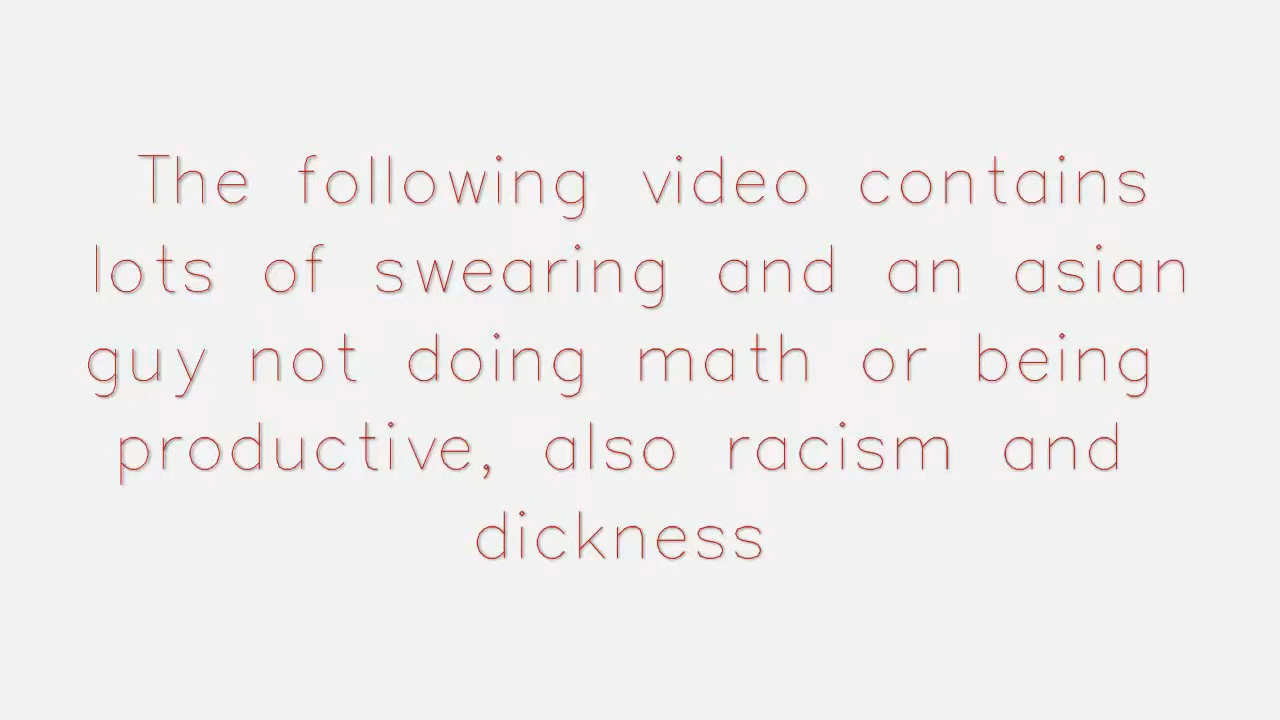 The following video contains
lots of swearing and an asian
guy not doing math or being
productive, also racism and
dickness